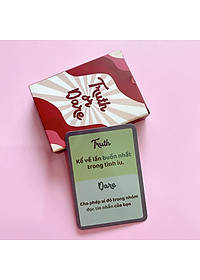 Truth
or
Dare
Truth
Kể về lần buồn nhất
trong tình iu.
Dare
Cho phép ai đó trong nhóm
đọc tin nhắn của bạn